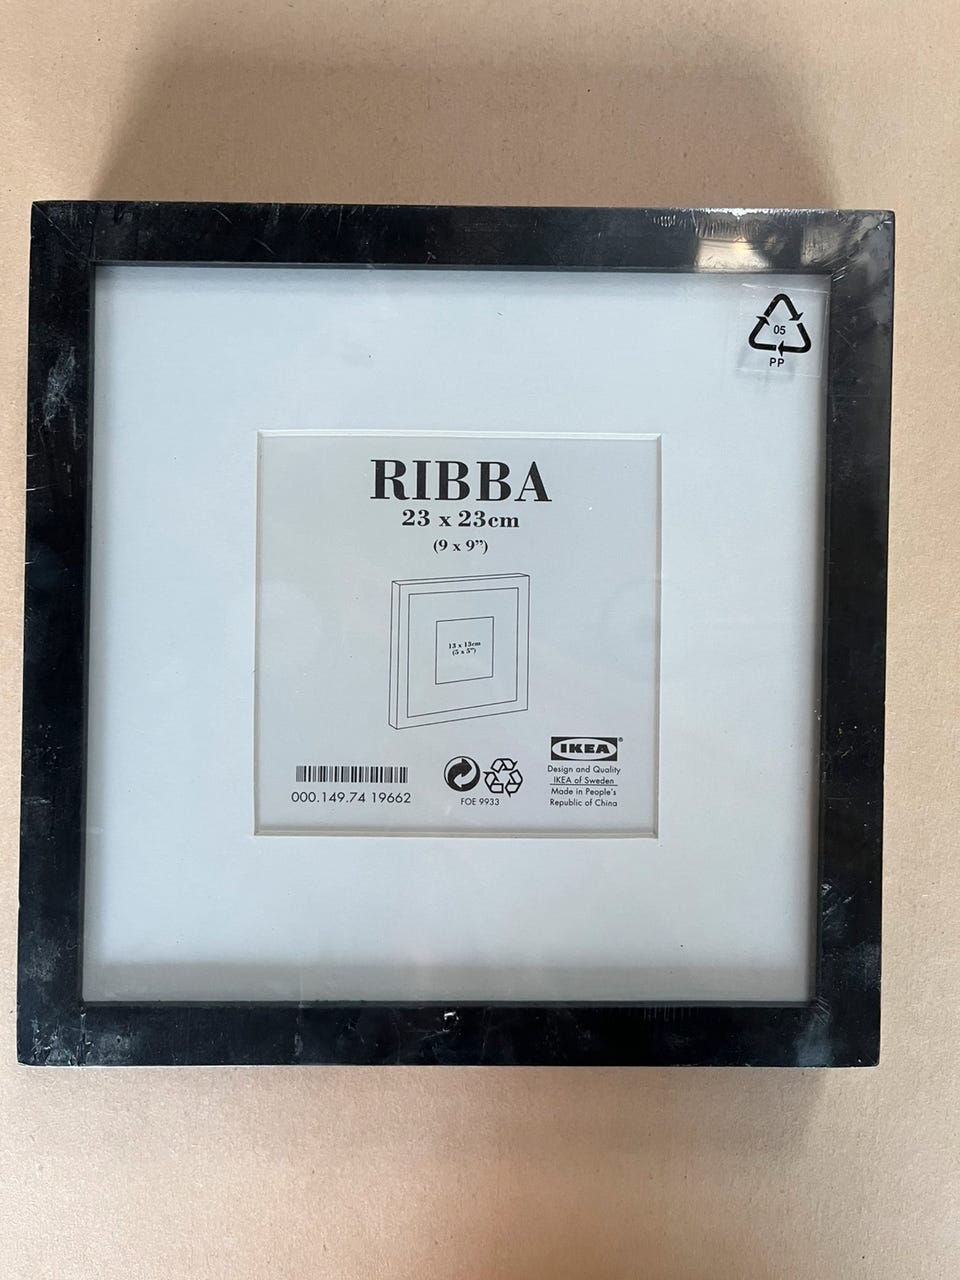 05
PP
RIBBA
23 x 23cm
(9 x 9”)
13 x 13cm
(5 x 5”)
IKEA®
Design and Quality
IKEA of Sweden
Made in People's
Republic of China
000.149.74 19662
FOE 9933